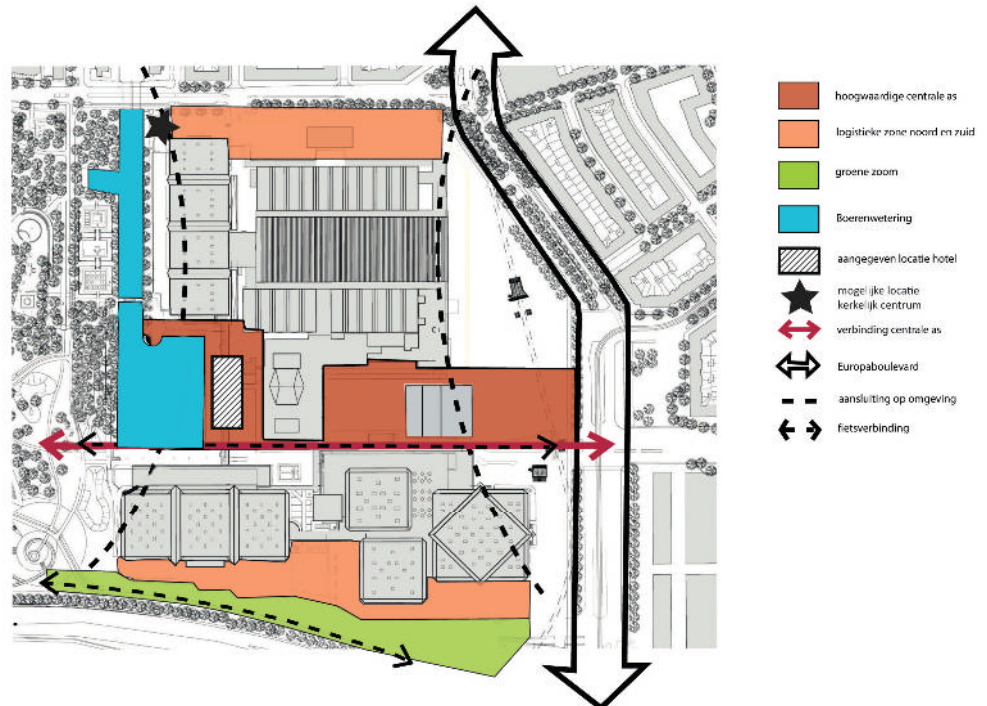 hoogwaardige centrale as
logistieke zone noord en zuid
groene zoom
Boerenwetering
aangegeven locatie hotel
mogelijke locatie
kerkelijk centrum
verbinding centrale as
Europaboulevard
aansluiting op omgeving
fietsverbinding